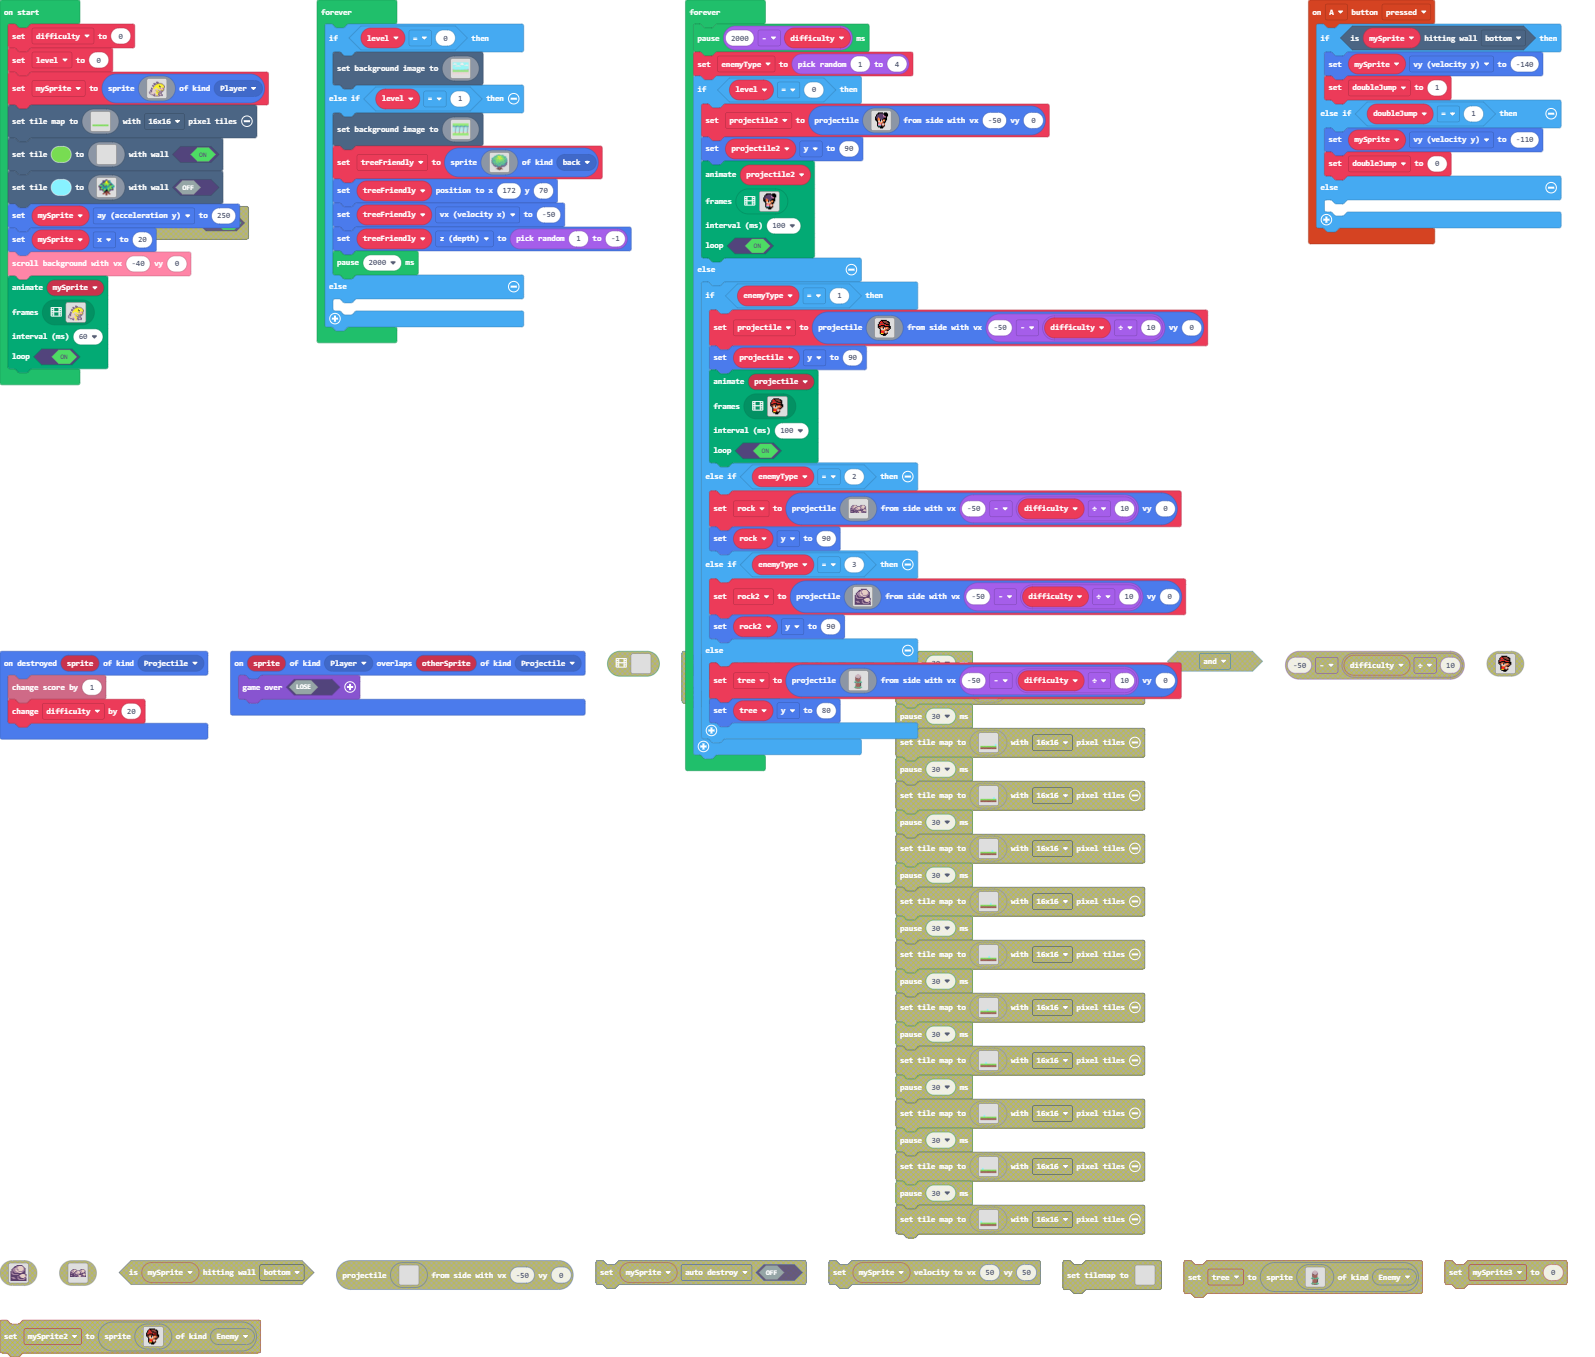 on start
set difficulty to 0
set level to 0
set mySprite to sprite of kind Player
set tile map to with 16x16 pixel tiles
set tile to with wall ON
set tile to with wall OFF
set mySprite ay (acceleration y) to 250
set mySprite x to 20
scroll background with vx -40 vy 0
animate mySprite
frames
interval (ms) 60
loop ON
forever
if level = 0 then
set background image to
else if level = 1 then
set background image to
set treeFriendly to sprite of kind back
set treeFriendly position to x 172 y 70
set treeFriendly vx (velocity x) to -50
set treeFriendly z (depth) to pick random 1 to -1
pause 2000 ms
else
forever
pause 2000 - difficulty ms
set enemyType to pick random 1 to 4
if level = 0 then
set projectile2 to projectile from side with vx -50 vy 0
set projectile2 y to 90
animate projectile2
frames
interval (ms) 100
loop ON
else
if enemyType = 1 then
set projectile to projectile from side with vx -50 - difficulty ÷ 10 vy 0
set projectile y to 90
animate projectile
frames
interval (ms) 100
loop ON
else if enemyType = 2 then
set rock to projectile from side with vx -50 - difficulty ÷ 10 vy 0
set rock y to 90
else if enemyType = 3 then
set rock2 to projectile from side with vx -50 - difficulty ÷ 10 vy 0
set rock2 y to 90
else
set tree to projectile from side with vx -50 - difficulty ÷ 10 vy 0
set tree y to 80
on A button pressed
if is mySprite hitting wall bottom then
set mySprite vy (velocity y) to -140
set doubleJump to 1
else if doubleJump = 1 then
set mySprite vy (velocity y) to -110
set doubleJump to 0
else
on destroyed sprite of kind Projectile
change score by 1
change difficulty by 20
on sprite of kind Player overlaps otherSprite of kind Projectile
game over LOSE
and
-50 - difficulty ÷ 10
pause 30 ms
set tile map to with 16x16 pixel tiles
pause 30 ms
set tile map to with 16x16 pixel tiles
pause 30 ms
set tile map to with 16x16 pixel tiles
pause 30 ms
set tile map to with 16x16 pixel tiles
pause 30 ms
set tile map to with 16x16 pixel tiles
pause 30 ms
set tile map to with 16x16 pixel tiles
pause 30 ms
set tile map to with 16x16 pixel tiles
pause 30 ms
set tile map to with 16x16 pixel tiles
pause 30 ms
set tile map to with 16x16 pixel tiles
pause 30 ms
set tile map to with 16x16 pixel tiles
is mySprite hitting wall bottom
projectile from side with vx -50 vy 0
set mySprite auto destroy OFF
set mySprite velocity to vx 50 vy 50
set tilemap to
set tree to sprite of kind Enemy
set mySprite3 to 0
set mySprite2 to sprite of kind Enemy